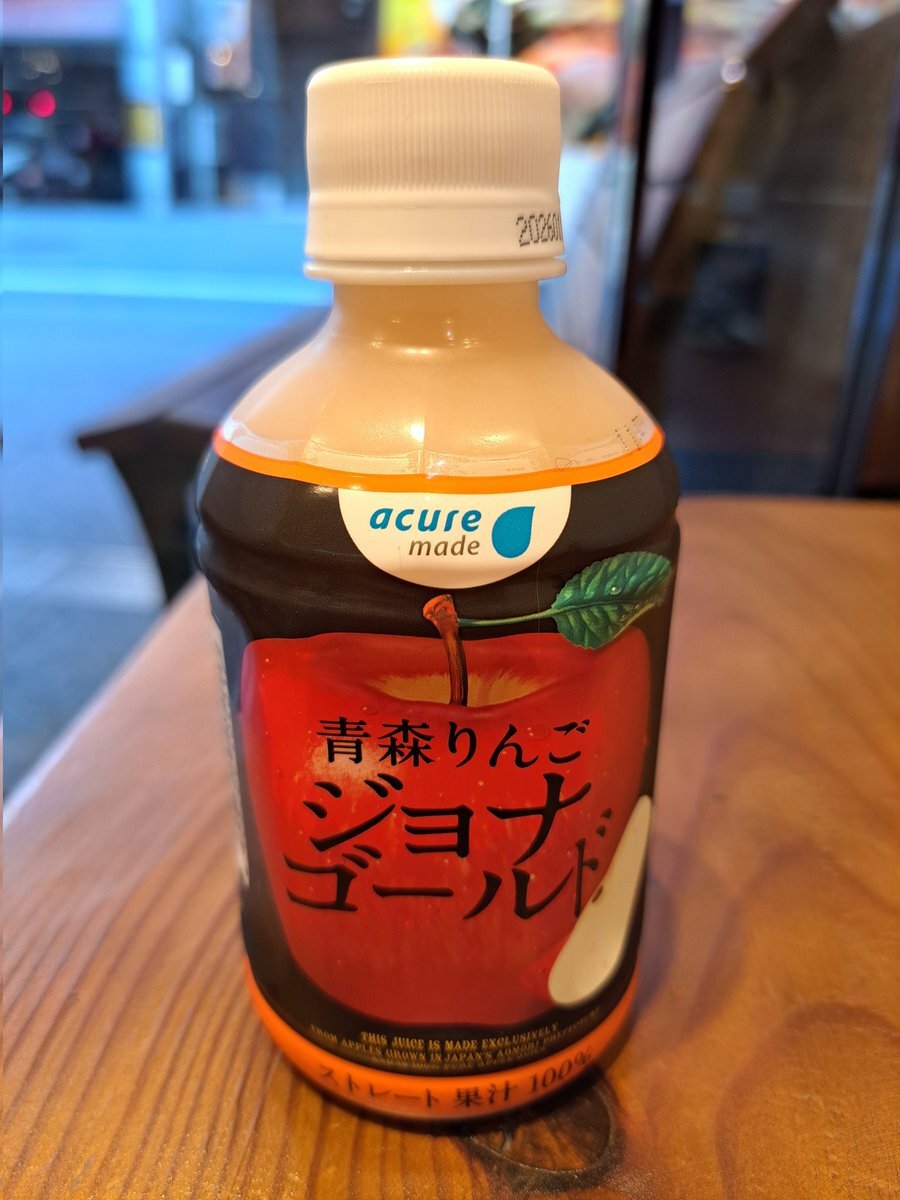 acure
made
青森りんご
ジョナ
ゴールド
THIS JUICE IS MADE EXCLUSIVELY
FROM APPLES GROWN IN JAPAN'S AOMORI PREFECTURE
ストレート果汁100%